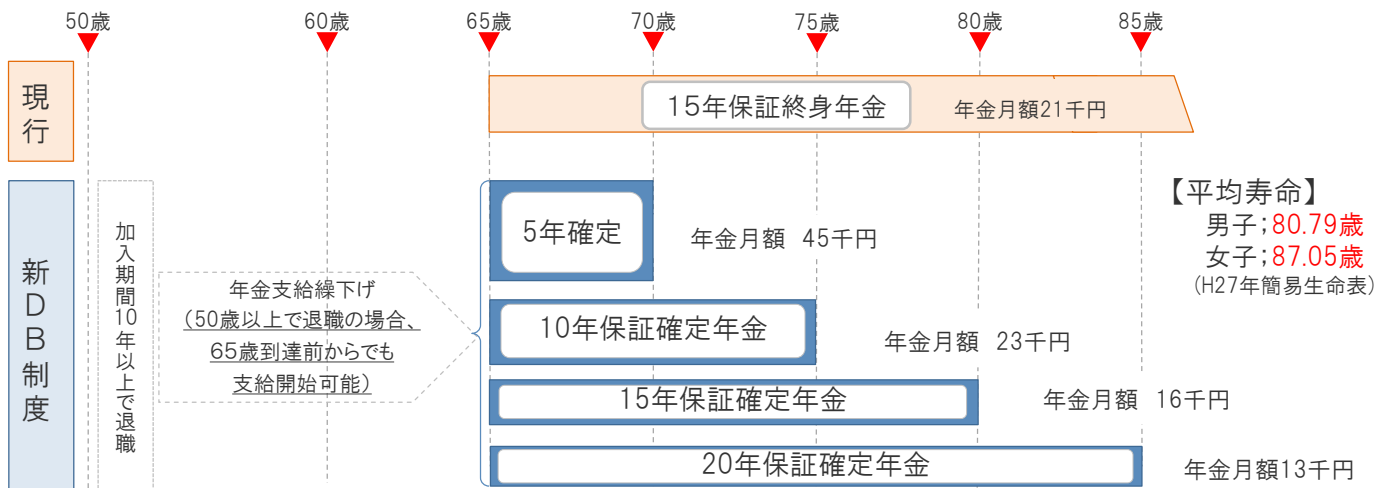 50歳
60歳
65歳
70歳
75歳
80歳
85歳
現行
15年保証終身年金
年金月額21千円
新DB制度
加入期間10年以上で退職
年金支給繰下げ
(50歳以上で退職の場合、
65歳到達前からでも
支給開始可能)
5年確定
年金月額 45千円
10年保証確定年金
年金月額 23千円
15年保証確定年金
年金月額 16千円
20年保証確定年金
年金月額13千円
【平均寿命】
男子;80.79歳
女子;87.05歳
(H27年簡易生命表)